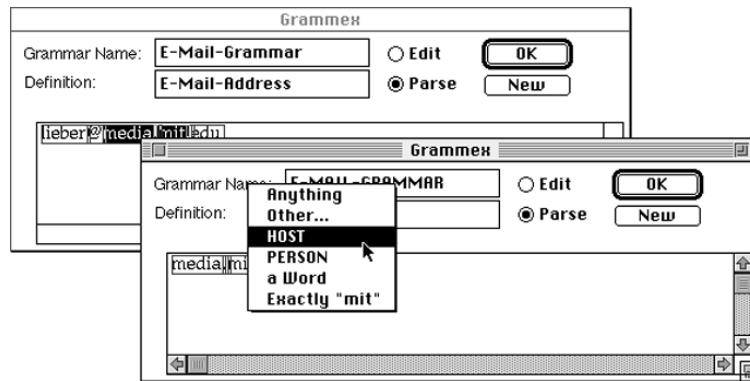 Grammex
Grammar Name: E-Mail-Grammar Edit OK
Definition: E-Mail-Address Parse New
lieber@media.mit.edu
Grammex
Grammar Name: E-MAIL-GRAMMAR Edit OK
Definition: Parse New
media.mi
Anything
Other...
HOST
PERSON
a Word
Exactly "mit"